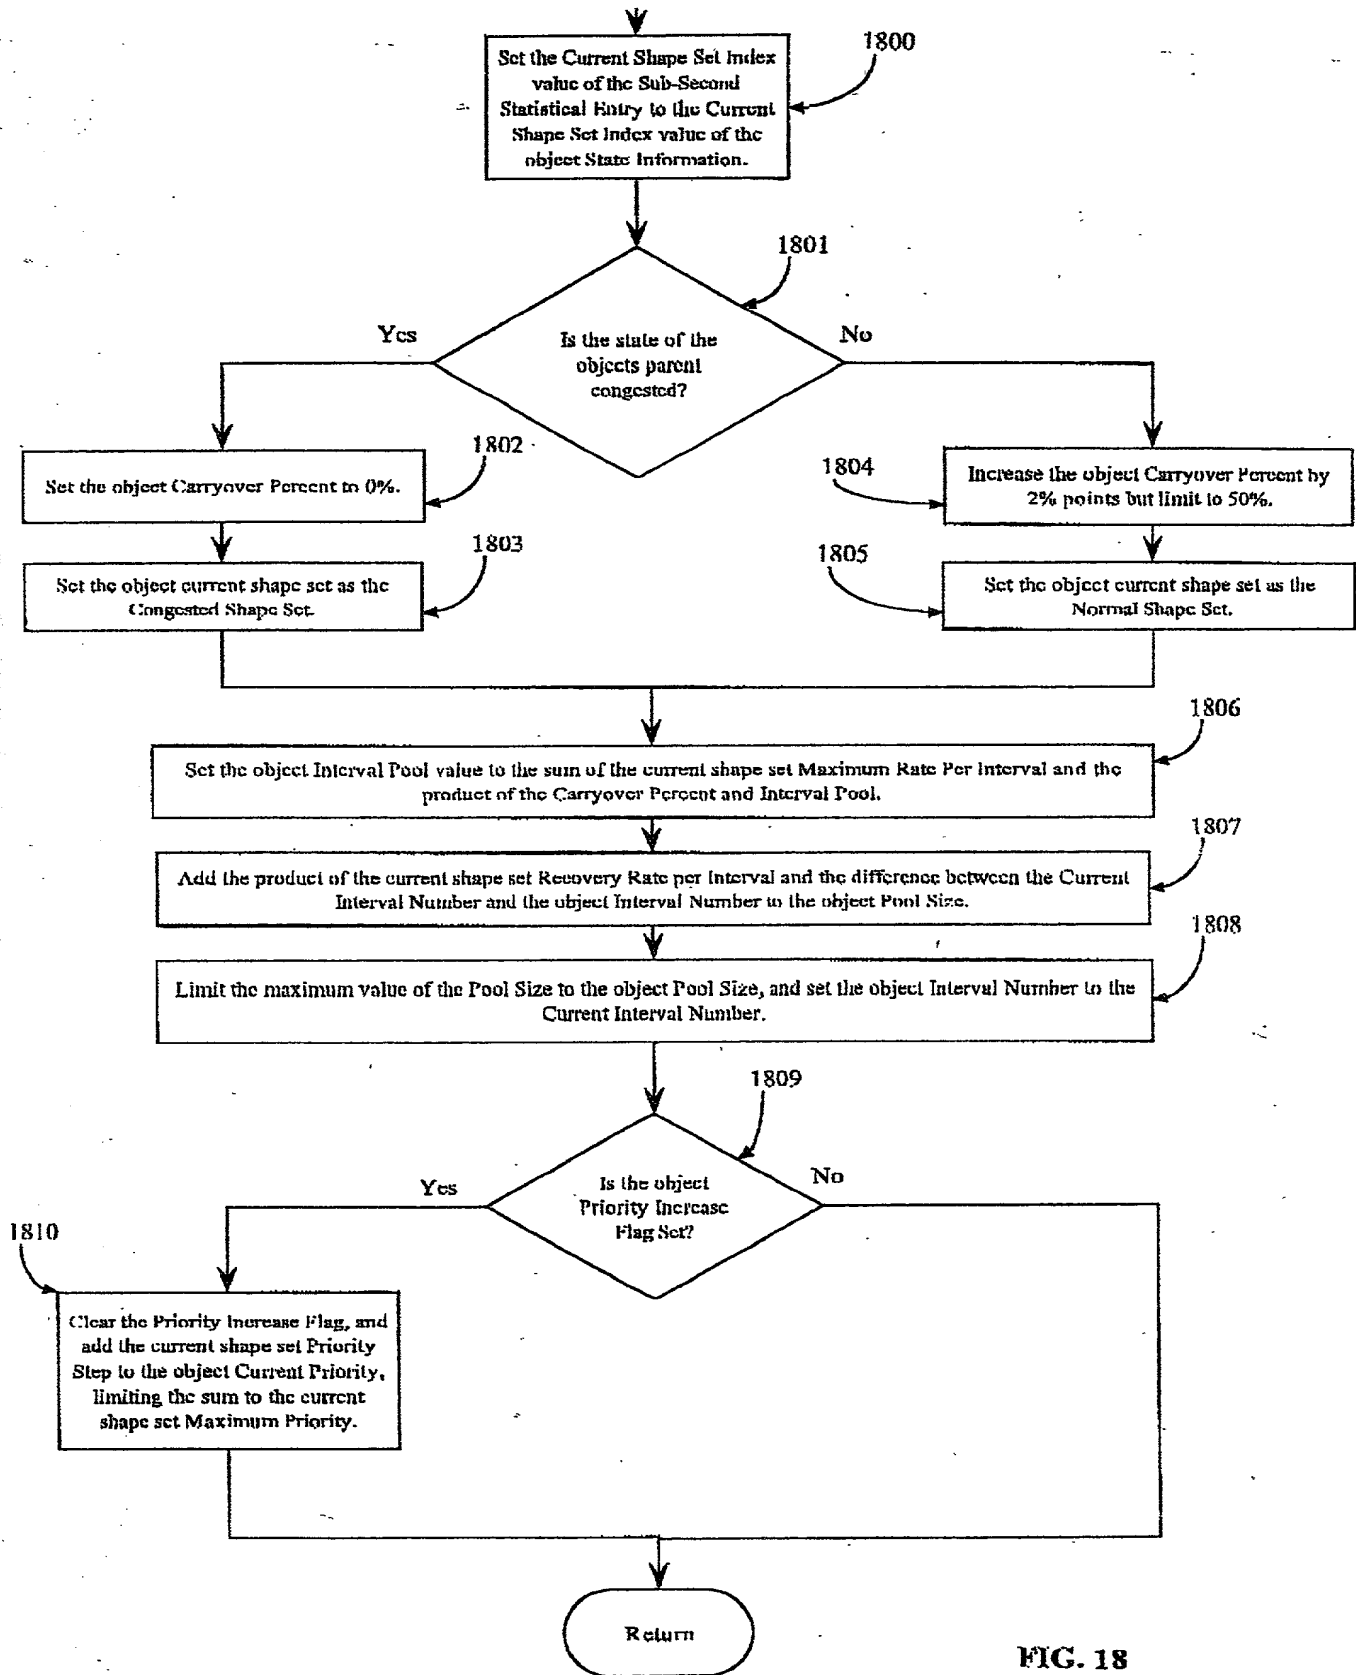 1800
Set the Current Shape Set Index
value of the Sub-Second
Statistical Entry to the Current
Shape Set Index value of the
object State Information.
1801
Yes
No
Is the state of the
objects parent
congested?
1802
Set the object Carryover Percent to 0%.
1804
Increase the object Carryover Percent by
2% points but limit to 50%.
1803
Set the object current shape set as the
Congested Shape Set.
1805
Set the object current shape set as the
Normal Shape Set.
1806
Set the object Interval Pool value to the sum of the current shape set Maximum Rate Per Interval and the
product of the Carryover Percent and Interval Pool.
1807
Add the product of the current shape set Recovery Rate per Interval and the difference between the Current
Interval Number and the object Interval Number to the object Pool Size.
1808
Limit the maximum value of the Pool Size to the object Pool Size, and set the object Interval Number to the
Current Interval Number.
1809
Yes
No
Is the object
Priority Increase
Flag Set?
1810
Clear the Priority Increase Flag, and
add the current shape set Priority
Step to the object Current Priority,
limiting the sum to the current
shape set Maximum Priority.
Return
FIG. 18